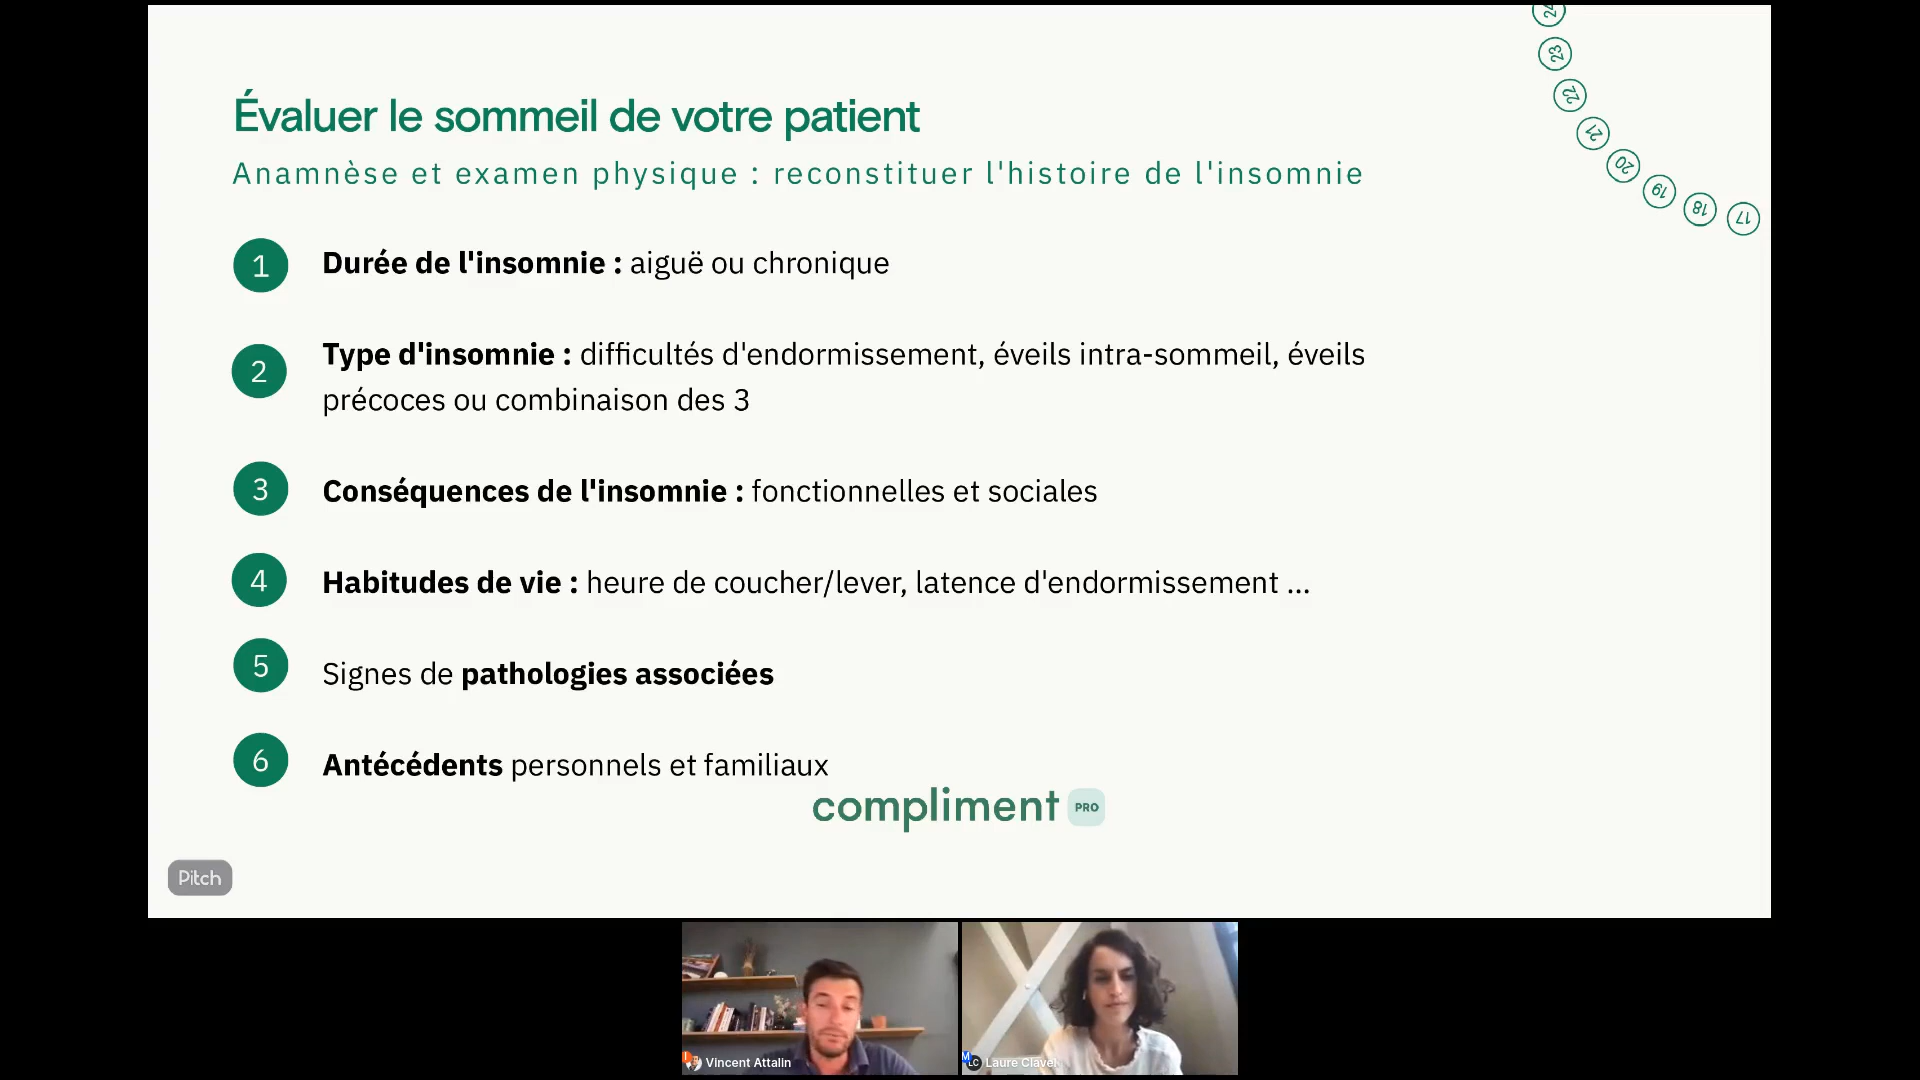 Évaluer le sommeil de votre patient
Anamnèse et examen physique : reconstituer l'histoire de l'insomnie
24
23
22
21
20
19
18
17
1
Durée de l'insomnie : aiguë ou chronique
2
Type d'insomnie : difficultés d'endormissement, éveils intra-sommeil, éveils
précoces ou combinaison des 3
3
Conséquences de l'insomnie : fonctionnelles et sociales
4
Habitudes de vie : heure de coucher/lever, latence d'endormissement ...
5
Signes de pathologies associées
6
Antécédents personnels et familiaux
compliment PRO
Pitch
Vincent Attalin
LC Laure Clavel